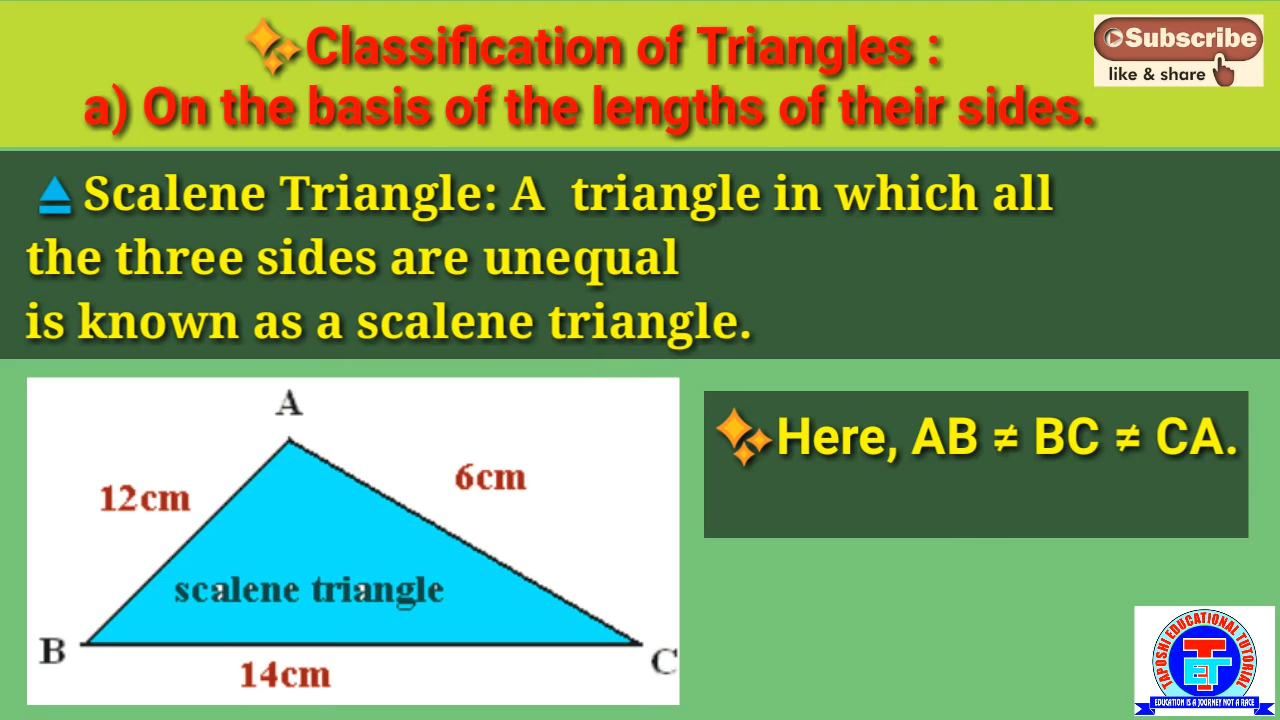 ✨Classification of Triangles :
a) On the basis of the lengths of their sides.
Subscribe
like & share
Scalene Triangle: A triangle in which all
the three sides are unequal
is known as a scalene triangle.
A
12cm
6cm
scalene triangle
B
C
14cm
✨Here, AB ≠ BC ≠ CA.
TAPOSHI EDUCATIONAL TUTORIAL
TET
EDUCATION IS A JOURNEY NOT A RACE